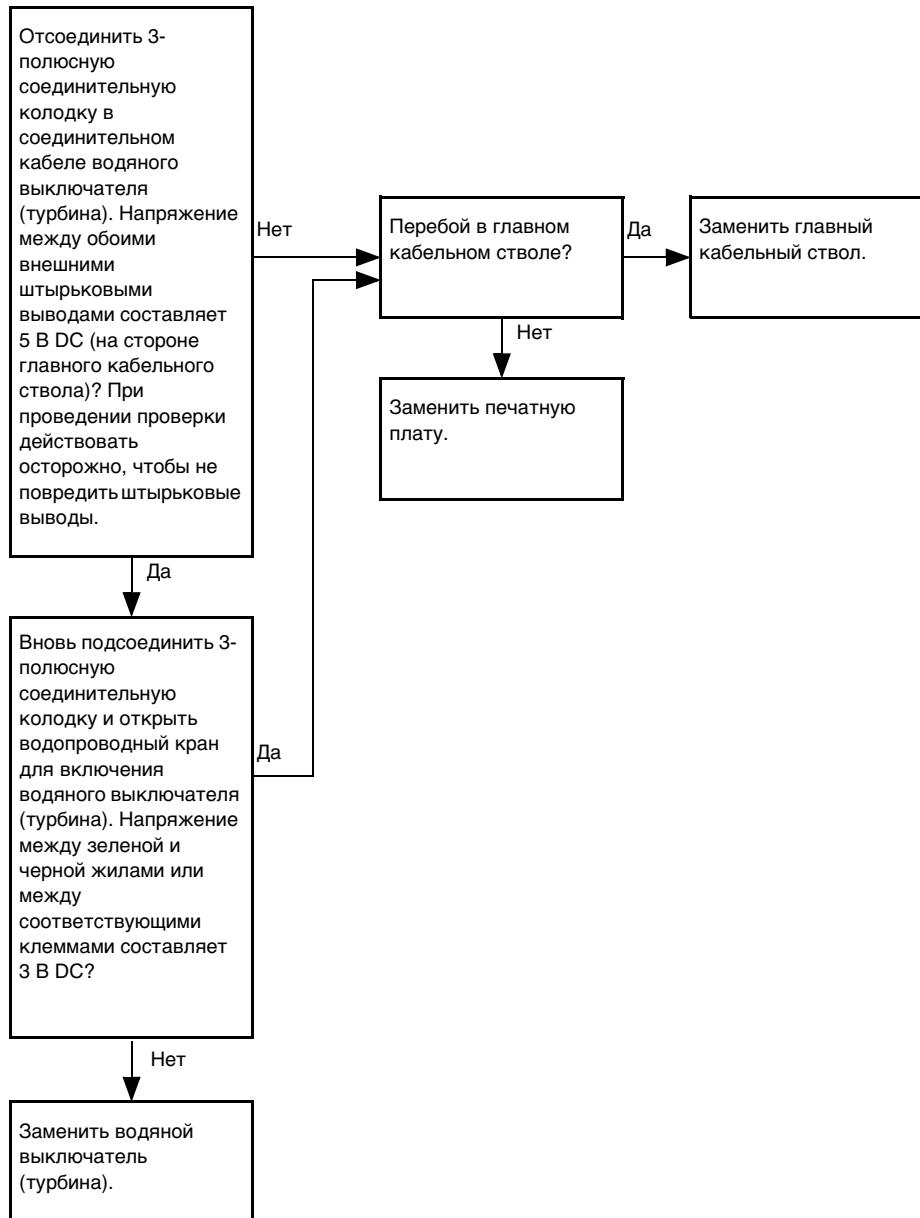 Отсоединить 3-
полюсную
соединительную
колодку в
соединительном
кабеле водяного
выключателя
(турбина). Напряжение
между обоими
внешними
штырьковыми
выводами составляет
5 В DC (на стороне
главного кабельного
ствола)? При
проведении проверки
действовать
осторожно, чтобы не
повредить штырьковые
выводы.
Нет
Перебой в главном
кабельном стволе?
Да
Заменить главный
кабельный ствол.
Нет
Заменить печатную
плату.
Да
Вновь подсоединить 3-
полюсную
соединительную
колодку и открыть
водопроводный кран
для включения
водяного выключателя
(турбина). Напряжение
между зеленой и
черной жилами или
между
соответствующими
клеммами составляет
3 В DC?
Да
Нет
Заменить водяной
выключатель
(турбина).